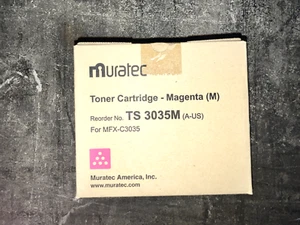 muratec
Toner Cartridge - Magenta (M)
Reorder No. TS 3035M (A-US)
For MFX-C3035
Muratec America, Inc.
www.muratec.com